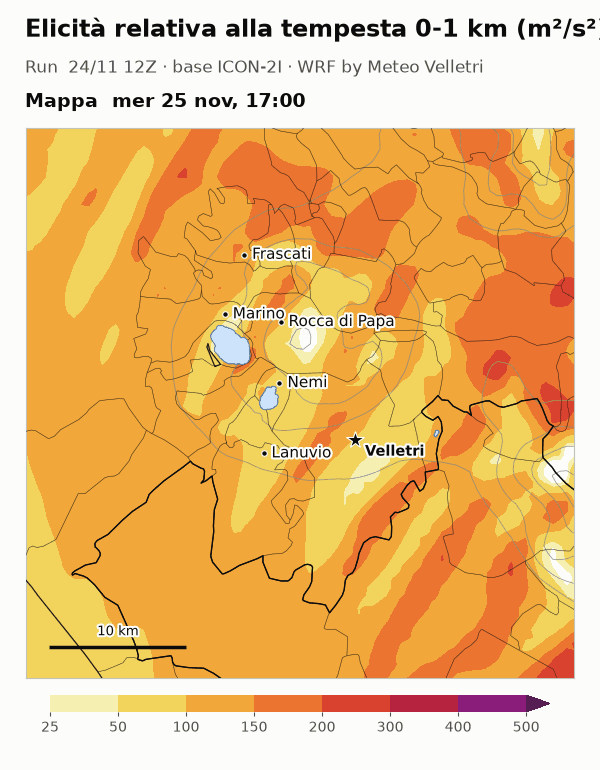 Elicità relativa alla tempesta 0-1 km (m²/s²)
Run 24/11 12Z · base ICON-2I · WRF by Meteo Velletri
Mappa mer 25 nov, 17:00
Frascati
Marino
Rocca di Papa
Nemi
Velletri
Lanuvio
10 km
25 50 100 150 200 300 400 500